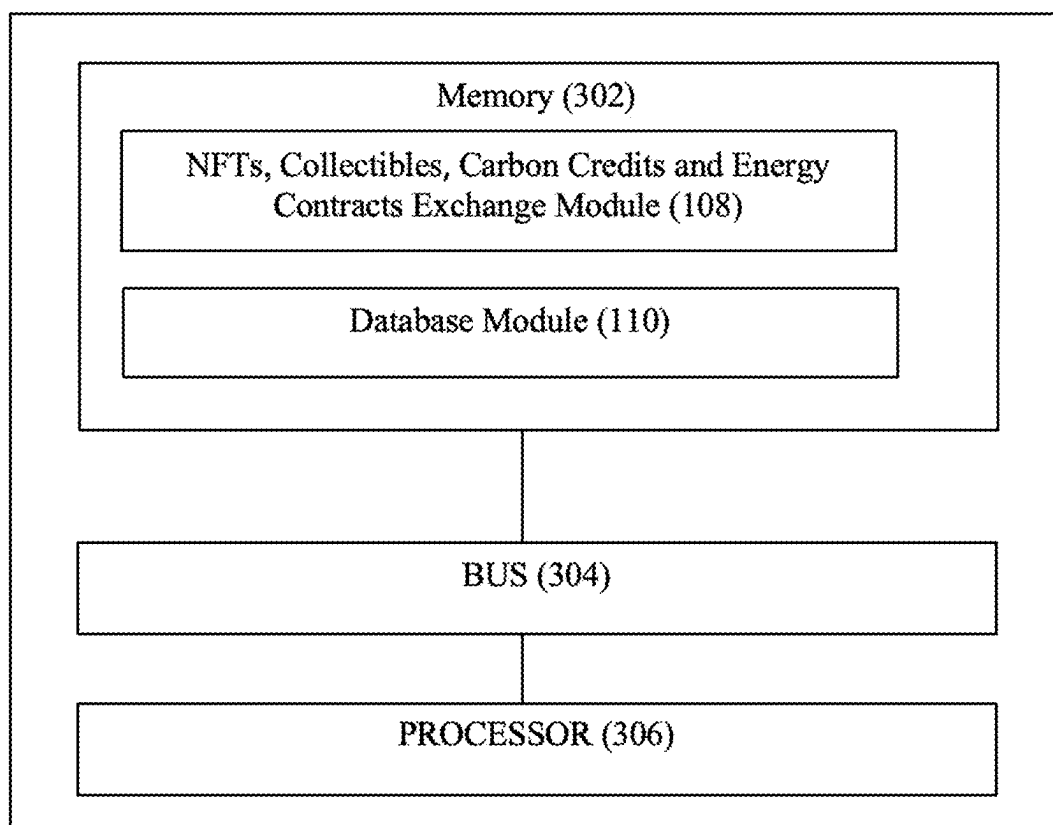 Memory (302)
NFTs, Collectibles, Carbon Credits and Energy
Contracts Exchange Module (108)
Database Module (110)
BUS (304)
PROCESSOR (306)